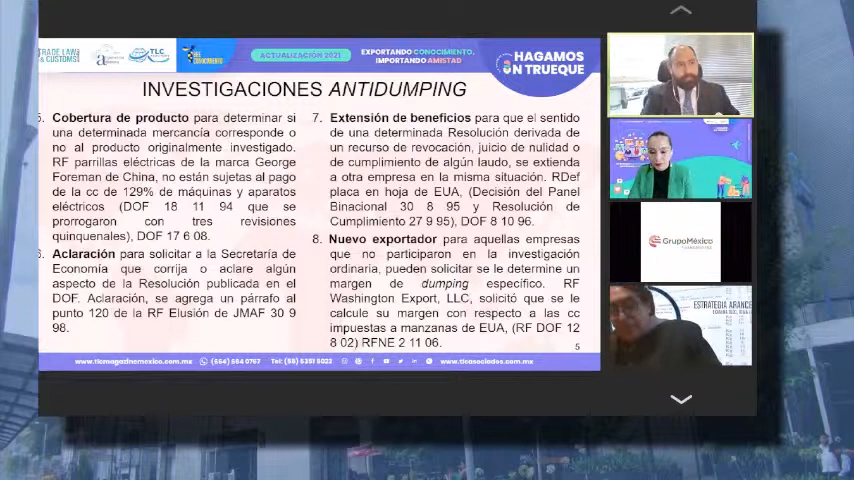 TRADE LAW
& CUSTOMS
TLC
DEL
CONOCIMIENTO
ACTUALIZACIÓN 2021
EXPORTANDO CONOCIMIENTO,
IMPORTANDO AMISTAD
HAGAMOS
UN TRUEQUE
INVESTIGACIONES ANTIDUMPING
5. Cobertura de producto para determinar si
una determinada mercancía corresponde o
no al producto originalmente investigado.
RF parrillas eléctricas de la marca George
Foreman de China, no están sujetas al pago
de la cc de 129% de máquinas y aparatos
eléctricos (DOF 18 11 94 que se
prorrogaron con tres revisiones
quinquenales), DOF 17 6 08.
6. Aclaración para solicitar a la Secretaría de
Economía que corrija o aclare algún
aspecto de la Resolución publicada en el
DOF. Aclaración, se agrega un párrafo al
punto 120 de la RF Elusión de JMAF 30 9
98.
7. Extensión de beneficios para que el sentido
de una determinada Resolución derivada de
un recurso de revocación, juicio de nulidad o
de cumplimiento de algún laudo, se extienda
a otra empresa en la misma situación. RDef
placa en hoja de EUA, (Decisión del Panel
Binacional 30 8 95 y Resolución de
Cumplimiento 27 9 95), DOF 8 10 96.
8. Nuevo exportador para aquellas empresas
que no participaron en la investigación
ordinaria, pueden solicitar se le determine un
margen de dumping específico. RF
Washington Export, LLC, solicitó que se le
calcule su margen con respecto a las cc
impuestas a manzanas de EUA, (RF DOF 12
8 02) RFNE 2 11 06.
5
www.tlcmagazinemexico.com.mx
Tel: (55) 5351 5022
www.tlcasociados.com.mx
GrupoMéxico
ESTRATEGIA ARANCE